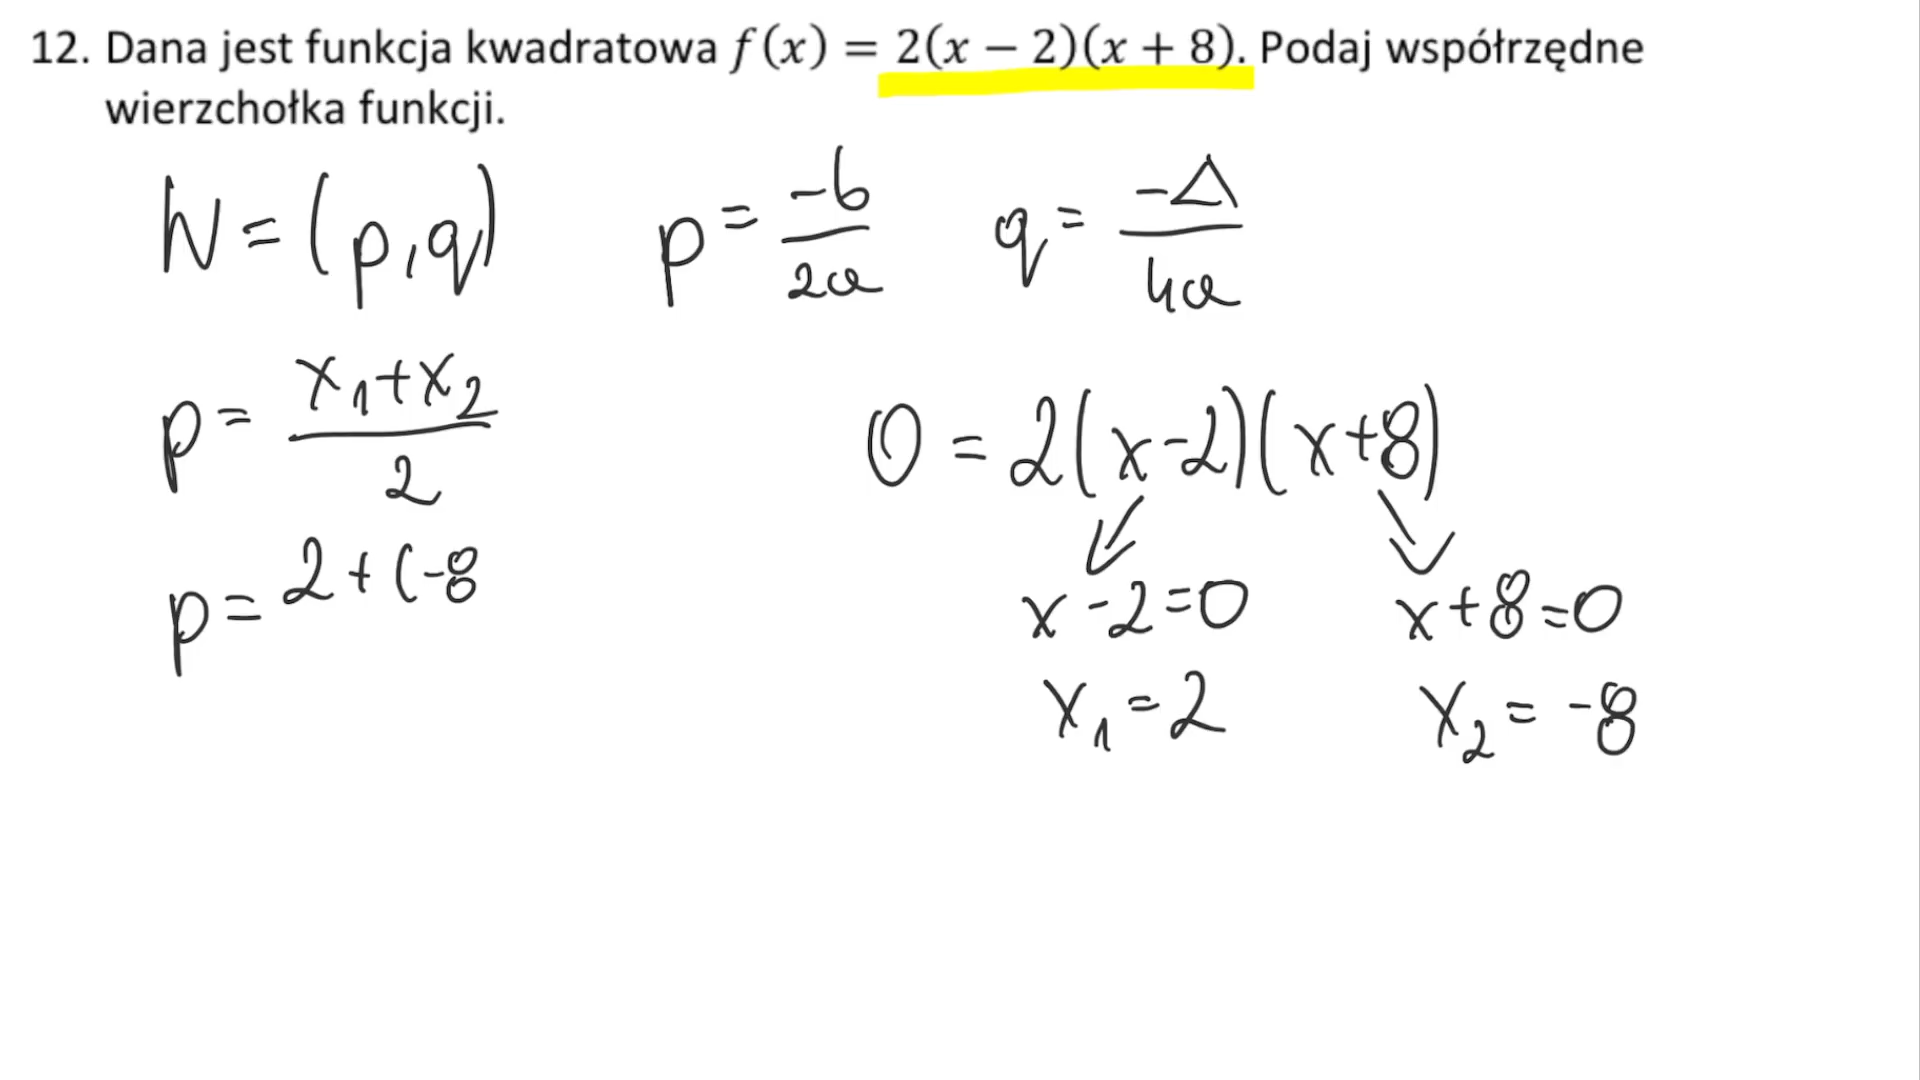 12. Dana jest funkcja kwadratowa f(x) = 2(x − 2)(x + 8). Podaj współrzędne
wierzchołka funkcji.
W = (p, q) p = -b/2a q = -Δ/4a
p = x₁+x₂/2
0 = 2(x-2)(x+8)
p = 2+(-8
x-2=0 x+8=0
x₁=2 x₂=-8